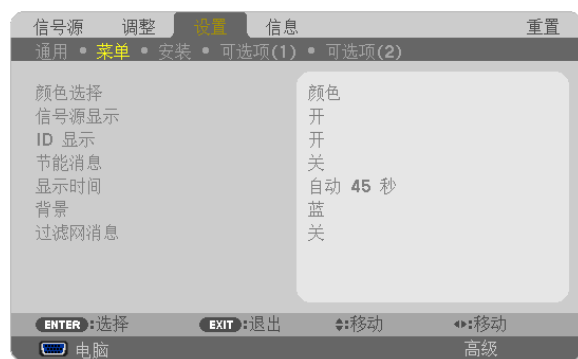 信号源 调整 设置 信息 重置
通用 • 菜单 • 安装 • 可选项(1) • 可选项(2)
颜色选择 颜色
信号源显示 开
ID 显示 开
节能消息 关
显示时间 自动 45 秒
背景 蓝
过滤网消息 关
ENTER:选择 EXIT:退出 :移动 :移动
电脑 高级